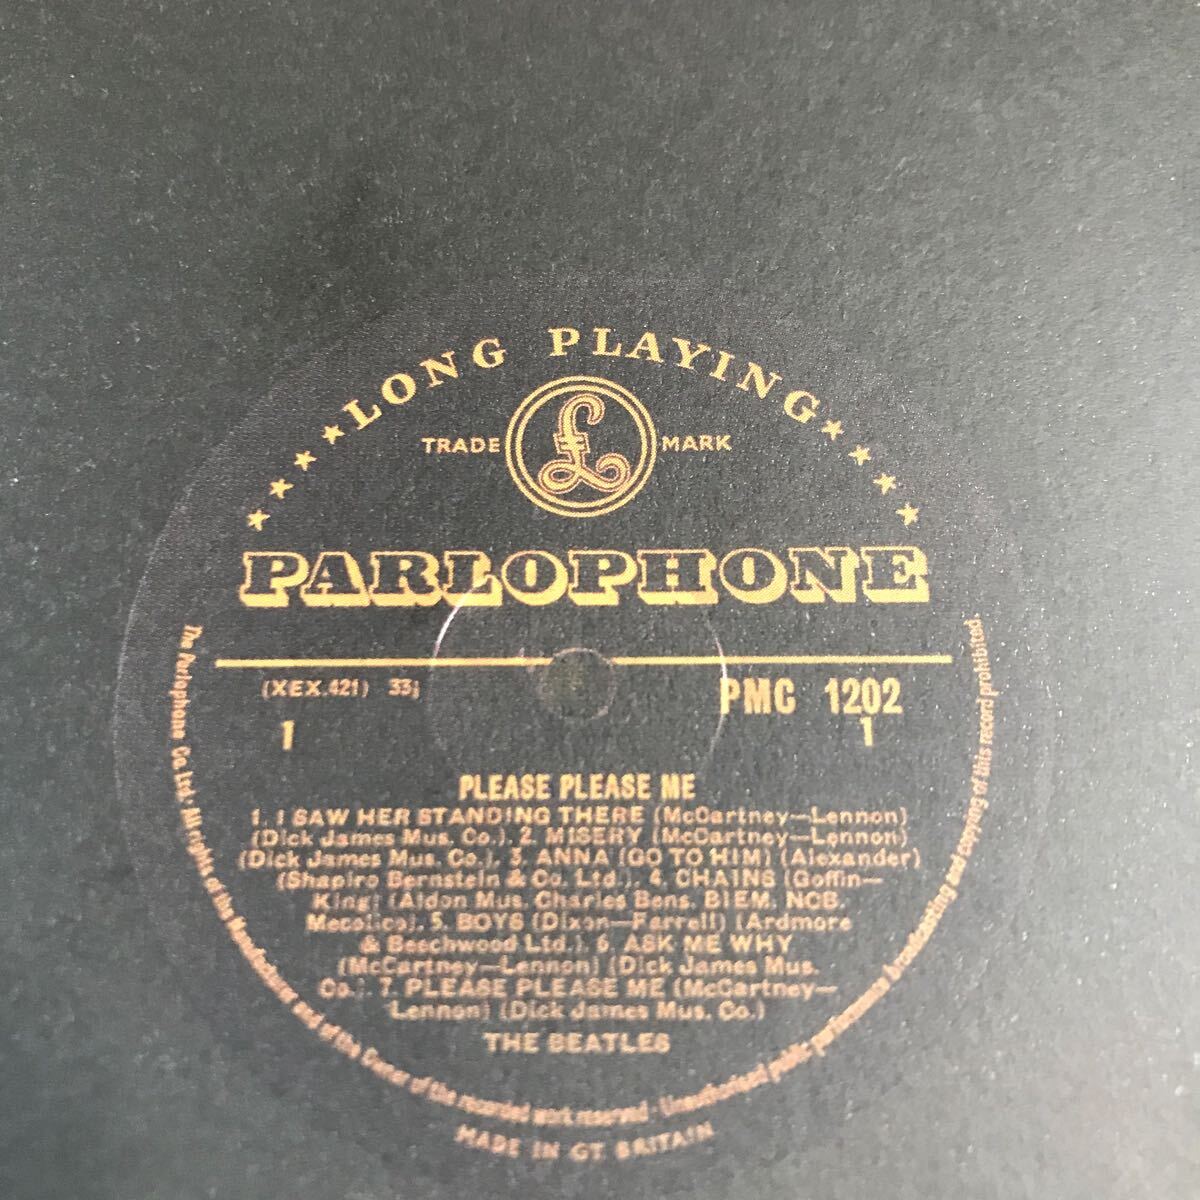 LONG PLAYING
TRADE MARK
£
PARLOPHONE
(XEX.421) 33⅓
PMC 1202
1
1
PLEASE PLEASE ME
1. I SAW HER STANDING THERE (McCartney—Lennon)
(Dick James Mus. Co.). 2. MISERY (McCartney—Lennon)
(Dick James Mus. Co.). 3. ANNA (GO TO HIM) (Alexander)
(Shapiro Bernstein & Co. Ltd.). 4. CHAINS (Goffin—
King) (Aldon Mus. Charles Bens. BIEM. NCB.
Mecolico). 5. BOYS (Dixon—Farrell) (Ardmore
& Beechwood Ltd.). 6. ASK ME WHY
(McCartney—Lennon) (Dick James Mus.
Co.). 7. PLEASE PLEASE ME (McCartney—
Lennon) (Dick James Mus. Co.)
THE BEATLES
The Parlophone Co. Ltd. All rights of the Manufacturer and of the Owner of the recorded work reserved · Unauthorised public performance broadcasting and copying of this record prohibited.
MADE IN GT. BRITAIN